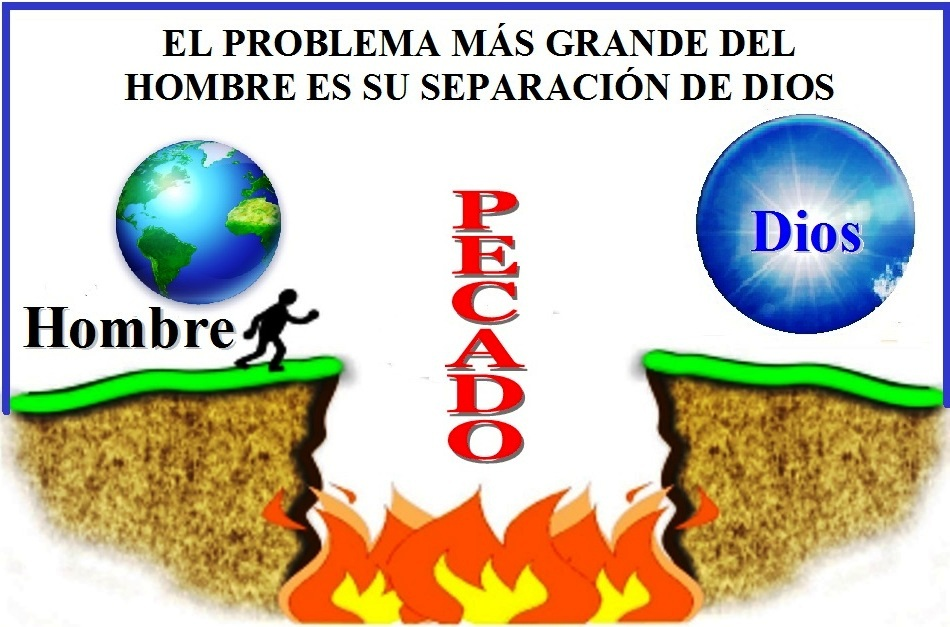 EL PROBLEMA MÁS GRANDE DEL
HOMBRE ES SU SEPARACIÓN DE DIOS
Hombre
PECADO
Dios